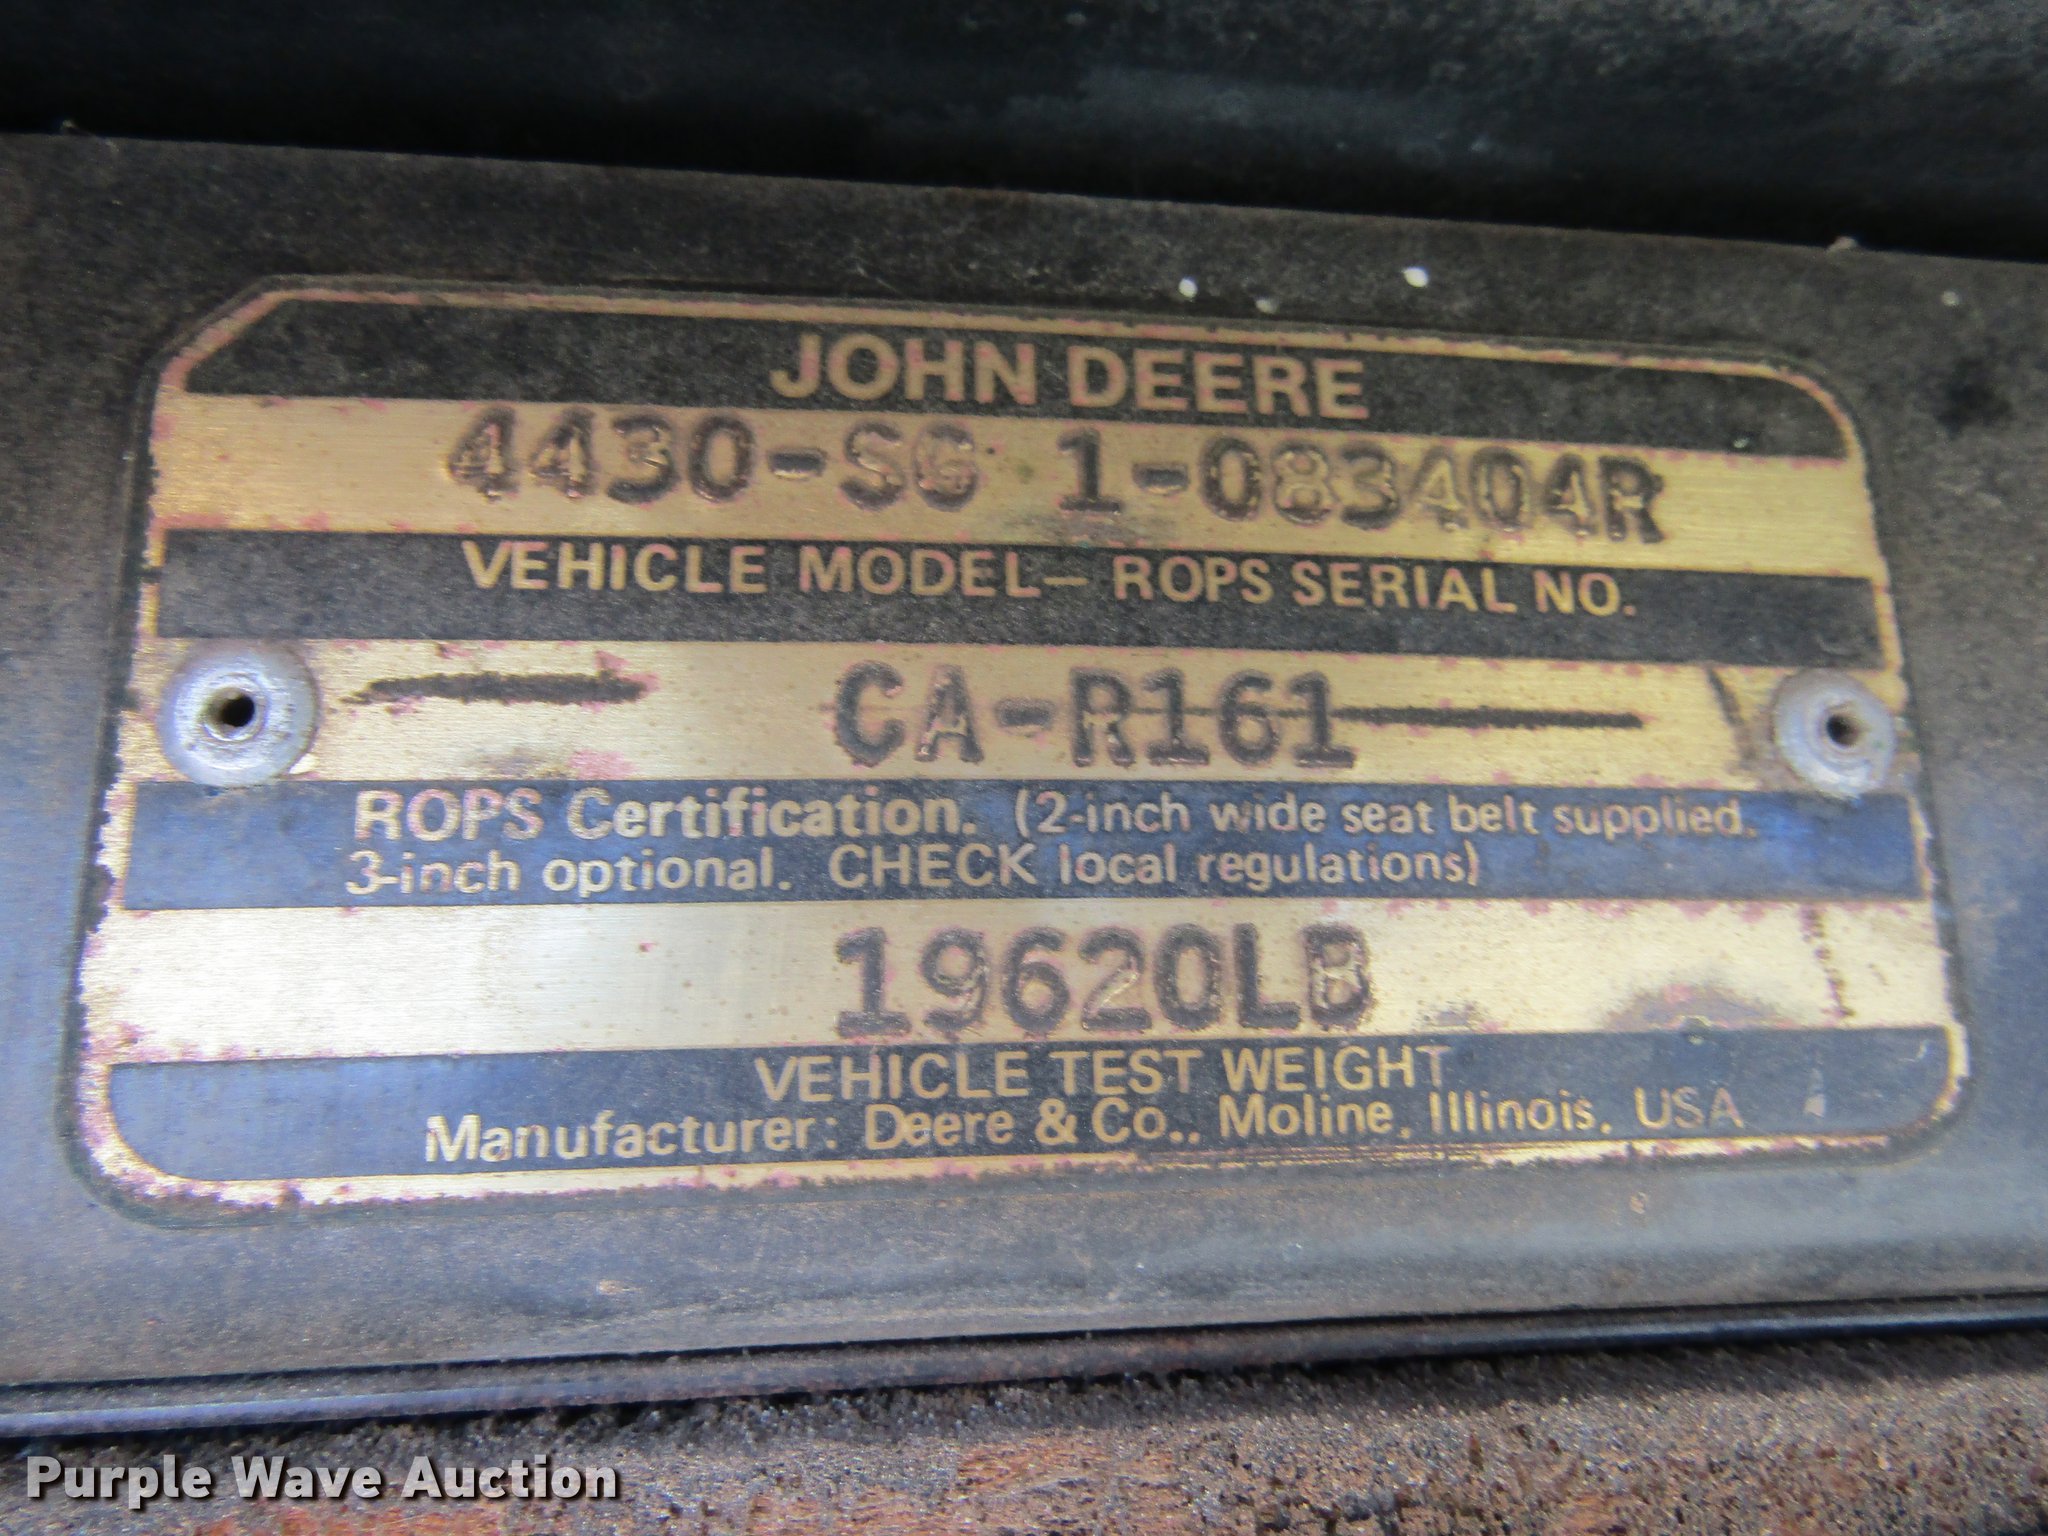 JOHN DEERE
4430-SG 1-083404R
VEHICLE MODEL— ROPS SERIAL NO.
CA-R161
ROPS Certification. (2-inch wide seat belt supplied.
3-inch optional. CHECK local regulations)
19620LB
VEHICLE TEST WEIGHT
Manufacturer: Deere & Co., Moline, Illinois, USA
Purple Wave Auction